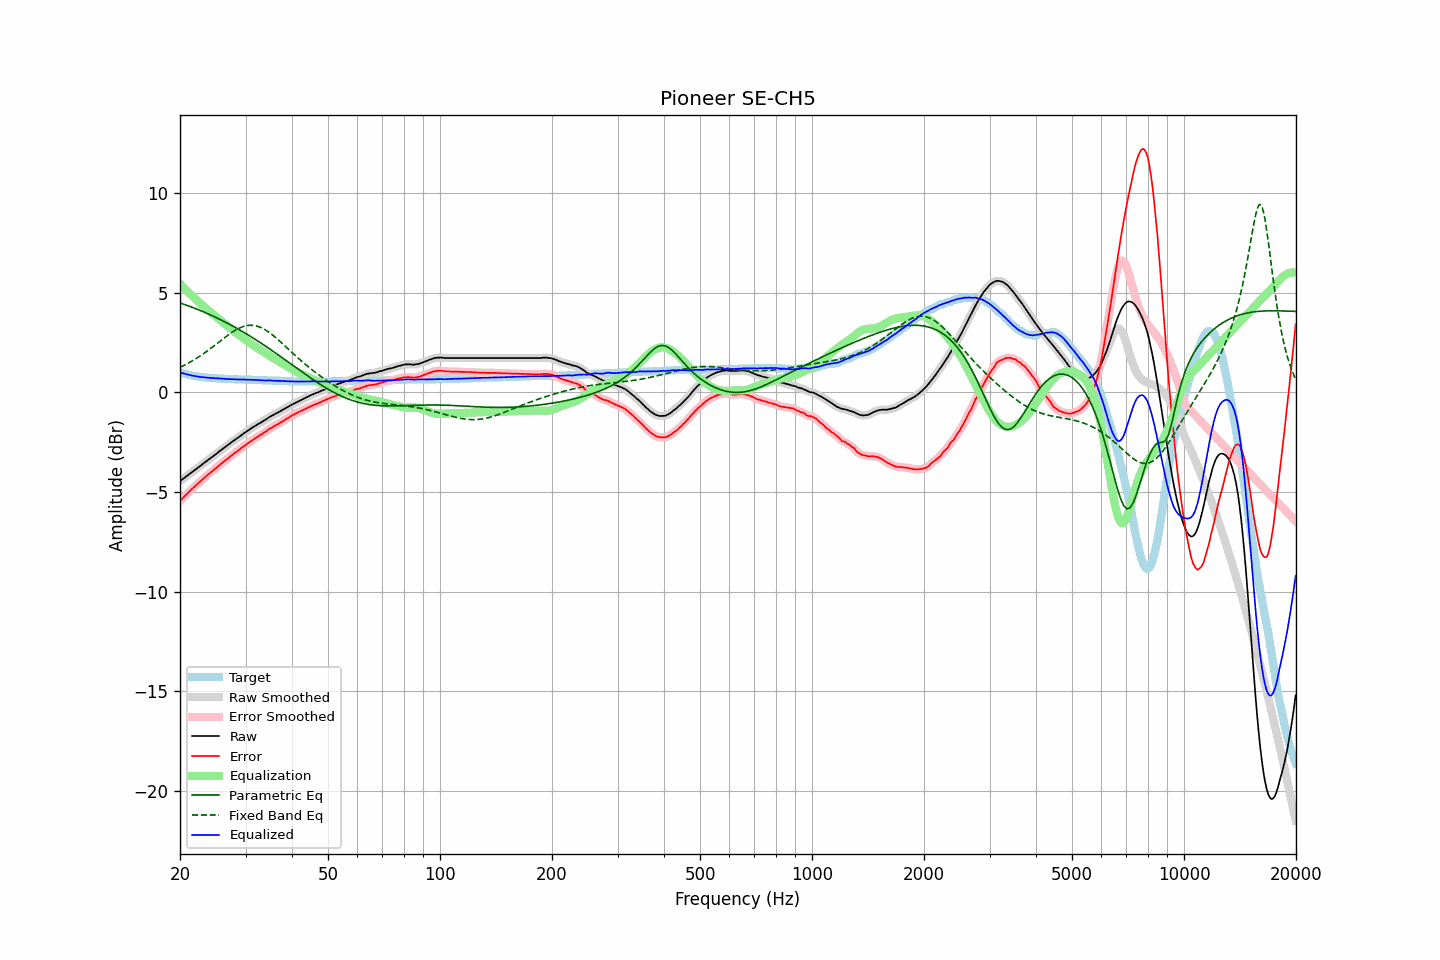 Pioneer SE-CH5
Amplitude (dBr)
10
5
0
−5
−10
−15
−20
Target
Raw Smoothed
Error Smoothed
Raw
Error
Equalization
Parametric Eq
Fixed Band Eq
Equalized
20 50 100 200 500 1000 2000 5000 10000 20000
Frequency (Hz)